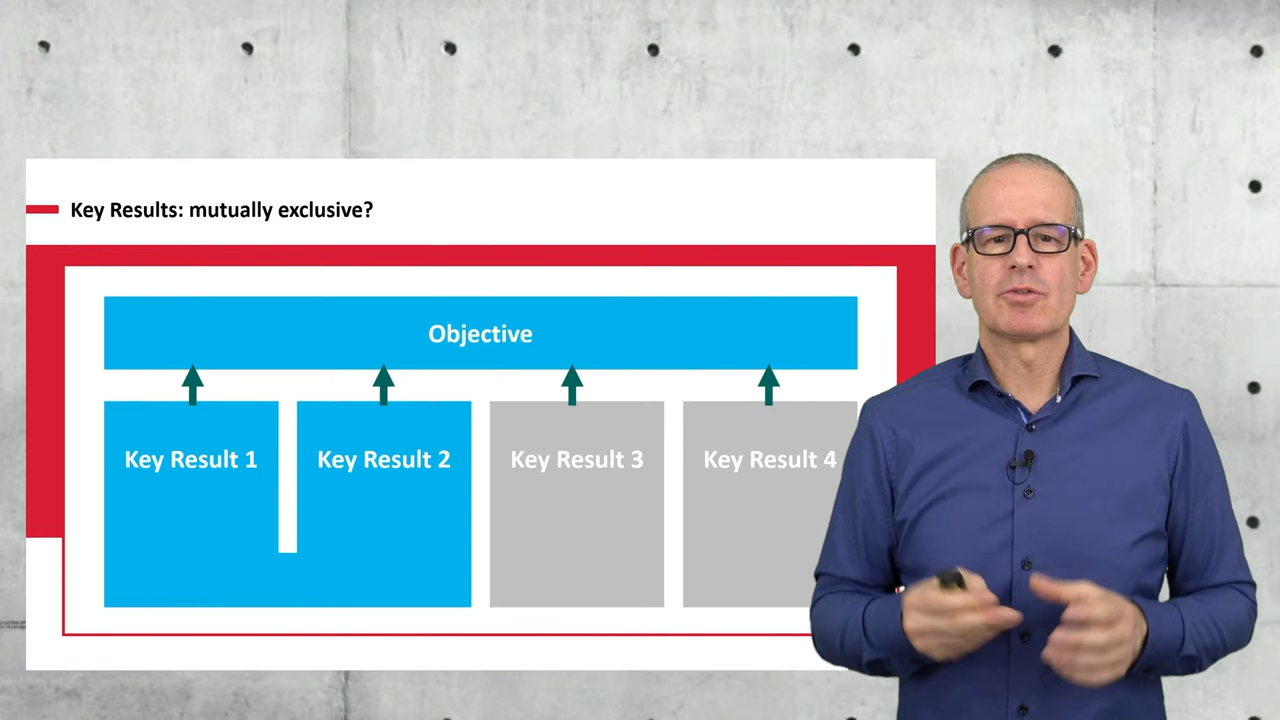 Key Results: mutually exclusive?
Objective
Key Result 1
Key Result 2
Key Result 3
Key Result 4